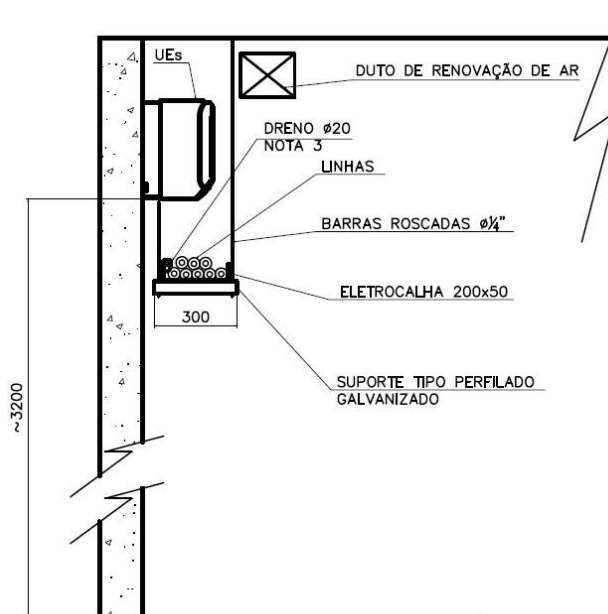 UEs
DUTO DE RENOVAÇÃO DE AR
DRENO ø20
NOTA 3
LINHAS
BARRAS ROSCADAS ø¼"
ELETROCALHA 200x50
300
SUPORTE TIPO PERFILADO
GALVANIZADO
~3200